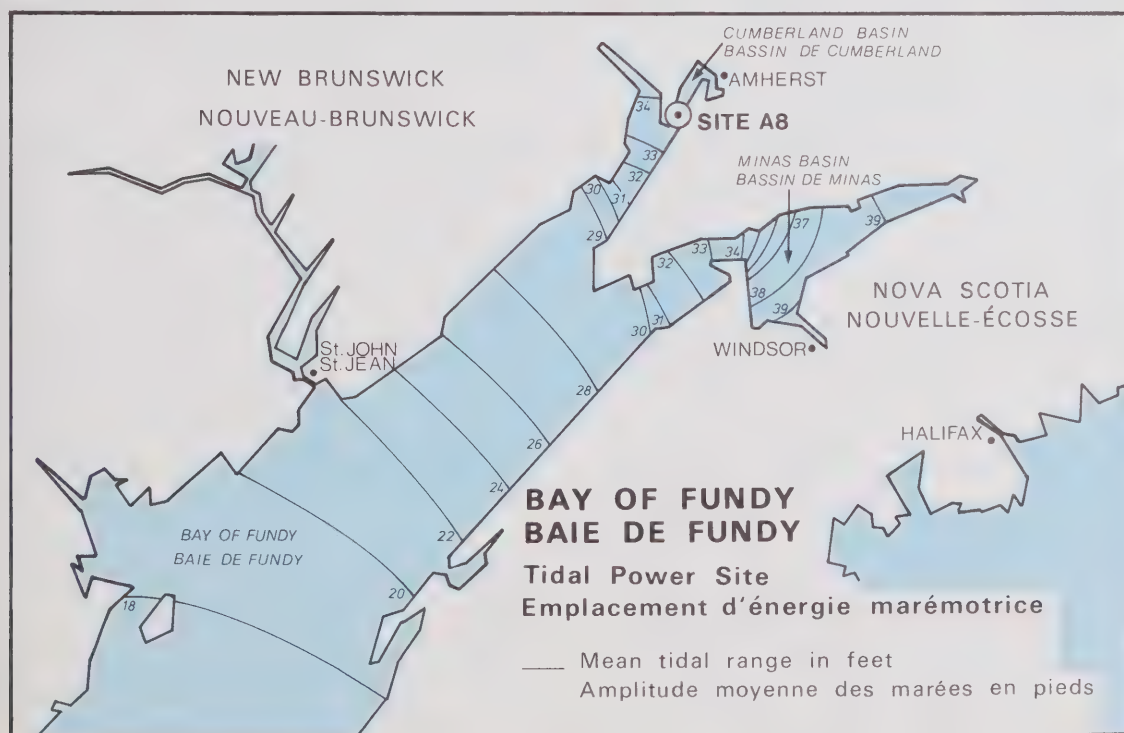 CUMBERLAND BASIN
BASSIN DE CUMBERLAND
NEW BRUNSWICK
NOUVEAU-BRUNSWICK
AMHERST
SITE A8
34
33
32
31
30
29
MINAS BASIN
BASSIN DE MINAS
37
39
34
33
32
31
30
38
39
NOVA SCOTIA
NOUVELLE-ÉCOSSE
WINDSOR
St.JOHN
St.JEAN
28
26
24
22
20
18
HALIFAX
BAY OF FUNDY
BAIE DE FUNDY
BAY OF FUNDY
BAIE DE FUNDY
Tidal Power Site
Emplacement d'énergie marémotrice
Mean tidal range in feet
Amplitude moyenne des marées en pieds